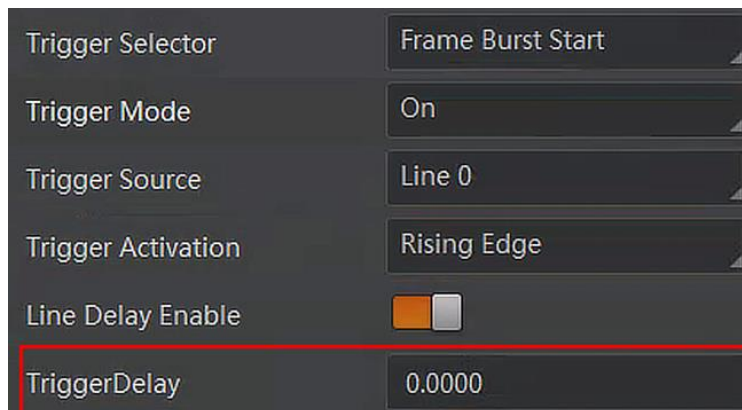 Trigger Selector Frame Burst Start
Trigger Mode On
Trigger Source Line 0
Trigger Activation Rising Edge
Line Delay Enable
TriggerDelay 0.0000